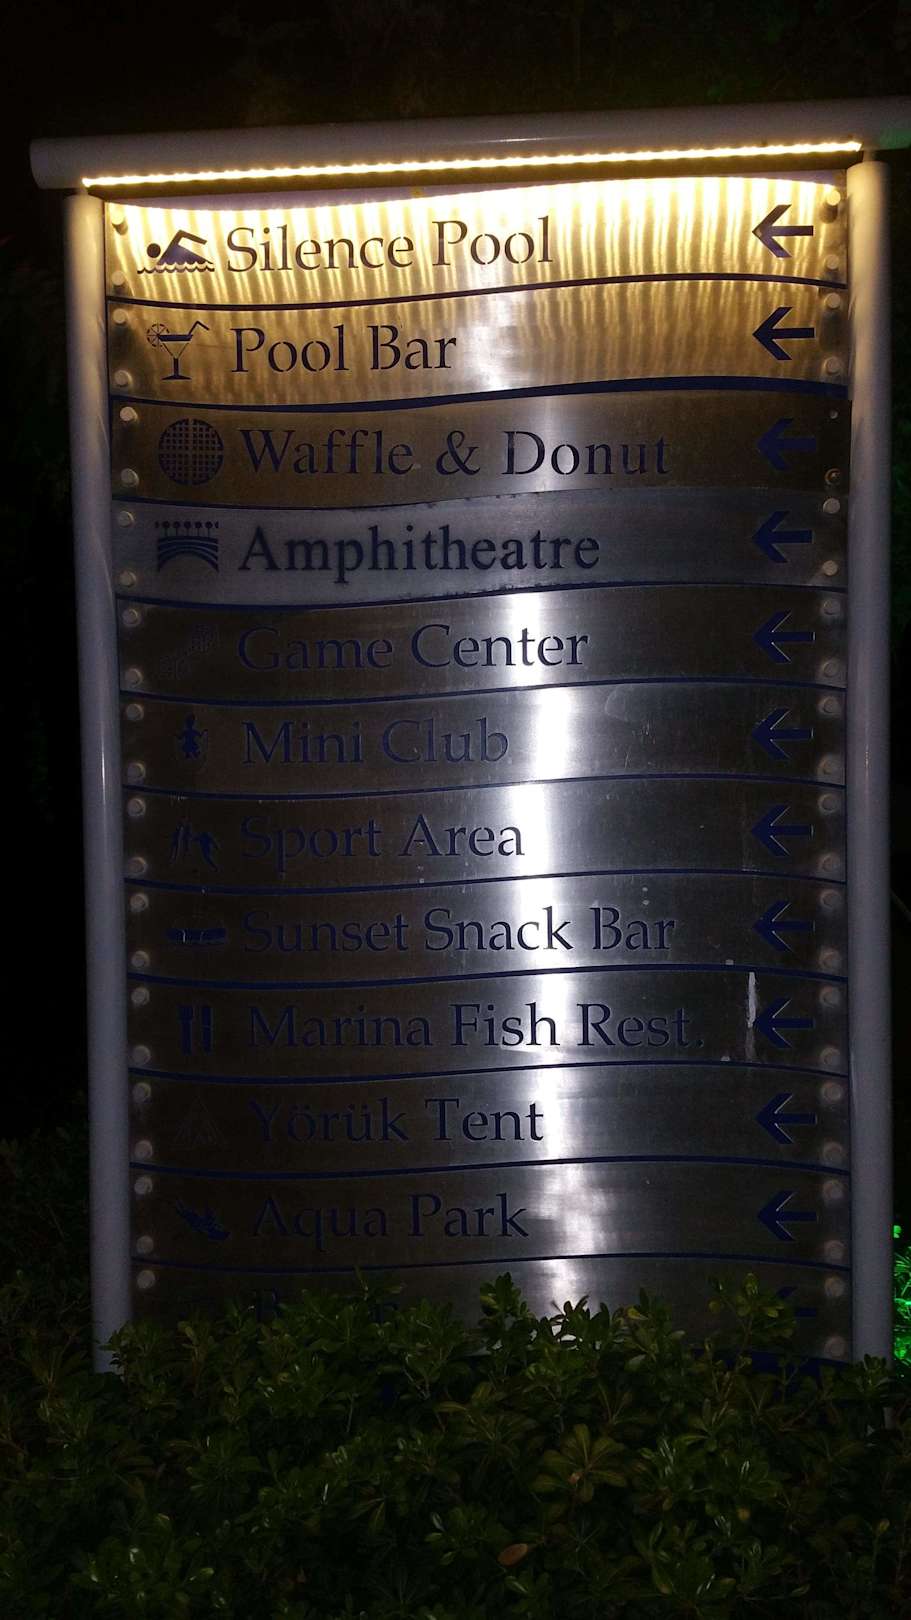 Silence Pool
Pool Bar
Waffle & Donut
Amphitheatre
Game Center
Mini Club
Sport Area
Sunset Snack Bar
Marina Fish Rest.
Yörük Tent
Aqua Park